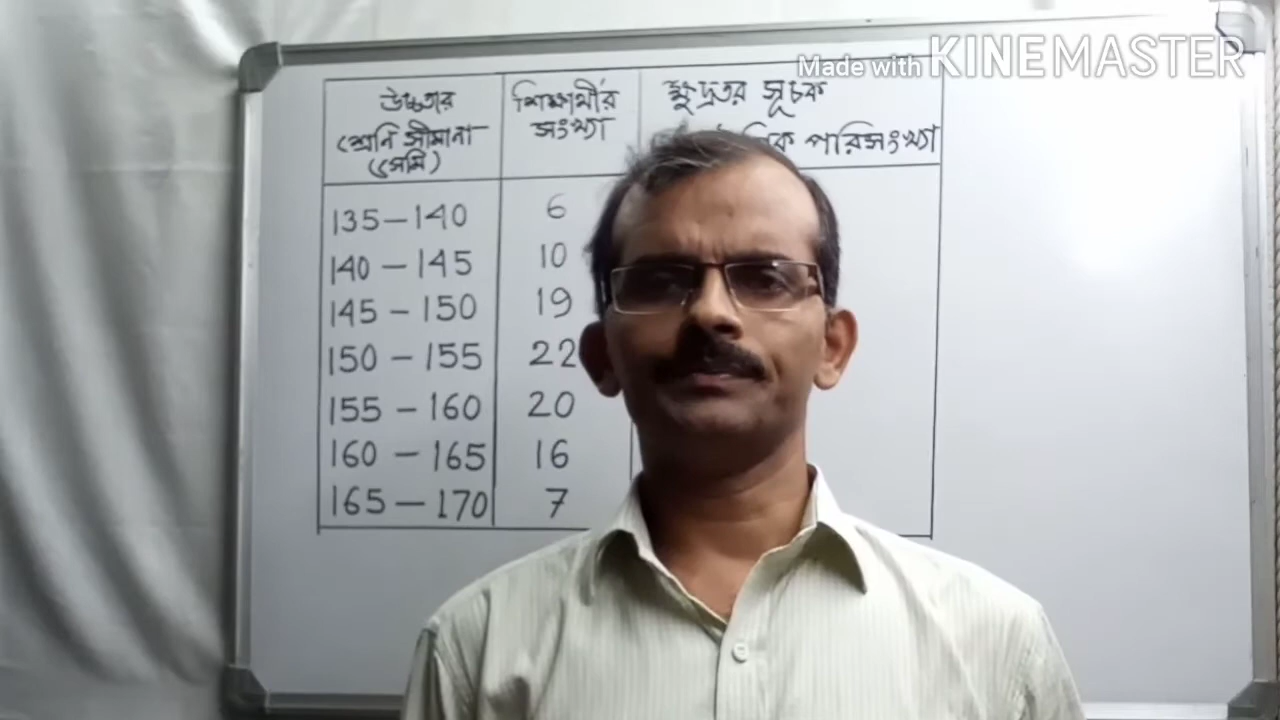 Made with KINEMASTER
উচ্চতার
শ্রেণি সীমানা
(সেমি)
শিক্ষার্থীর
সংখ্যা
ক্ষুদ্রতর সূচক
পরিসংখ্যা
135-140 6
140-145 10
145-150 19
150-155 22
155-160 20
160-165 16
165-170 7